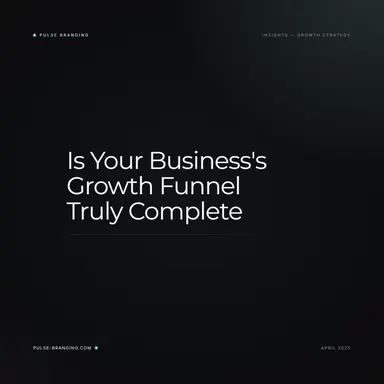 PULSE BRANDING
INSIGHTS — GROWTH STRATEGY
Is Your Business's
Growth Funnel
Truly Complete
PULSE-BRANDING.COM
APRIL 2025